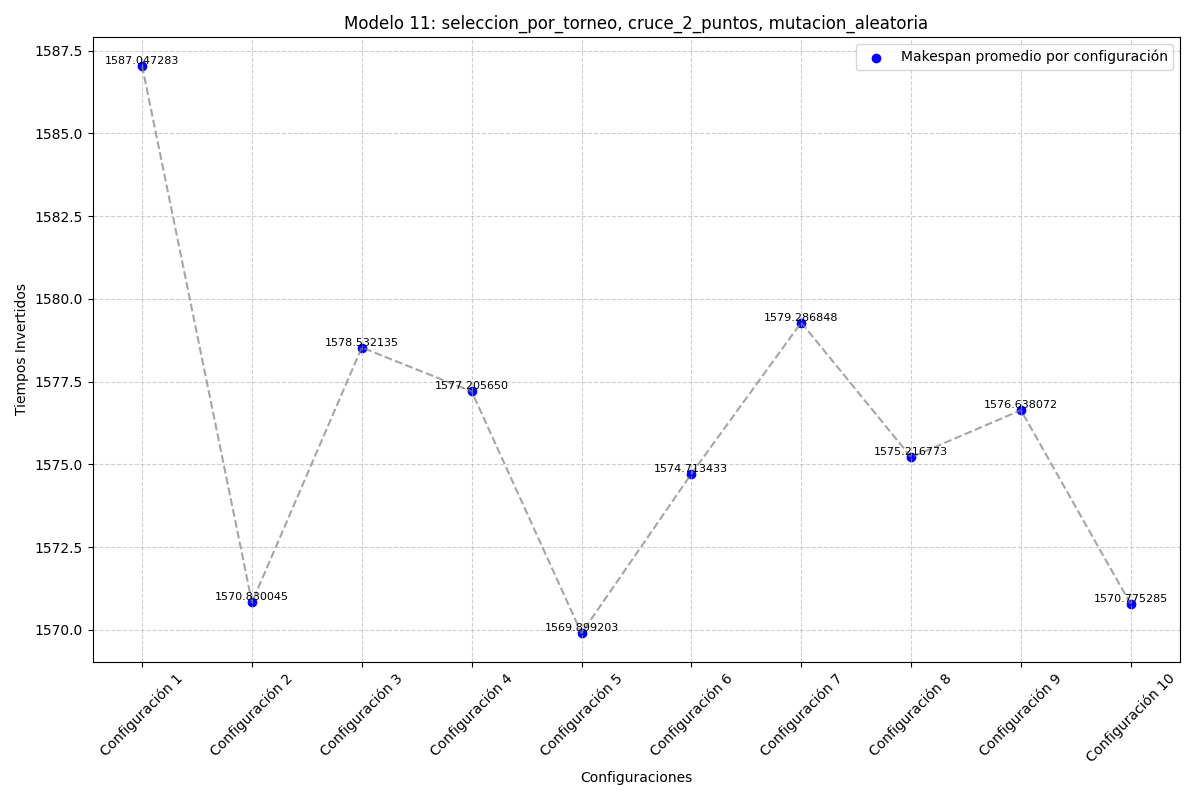 Modelo 11: seleccion_por_torneo, cruce_2_puntos, mutacion_aleatoria
Makespan promedio por configuración
Tiempos Invertidos
1587.5
1585.0
1582.5
1580.0
1577.5
1575.0
1572.5
1570.0
1587.047283
1570.830045
1578.532135
1577.205650
1569.899203
1574.713433
1579.286848
1575.216773
1576.638072
1570.775285
Configuración 1
Configuración 2
Configuración 3
Configuración 4
Configuración 5
Configuración 6
Configuración 7
Configuración 8
Configuración 9
Configuración 10
Configuraciones